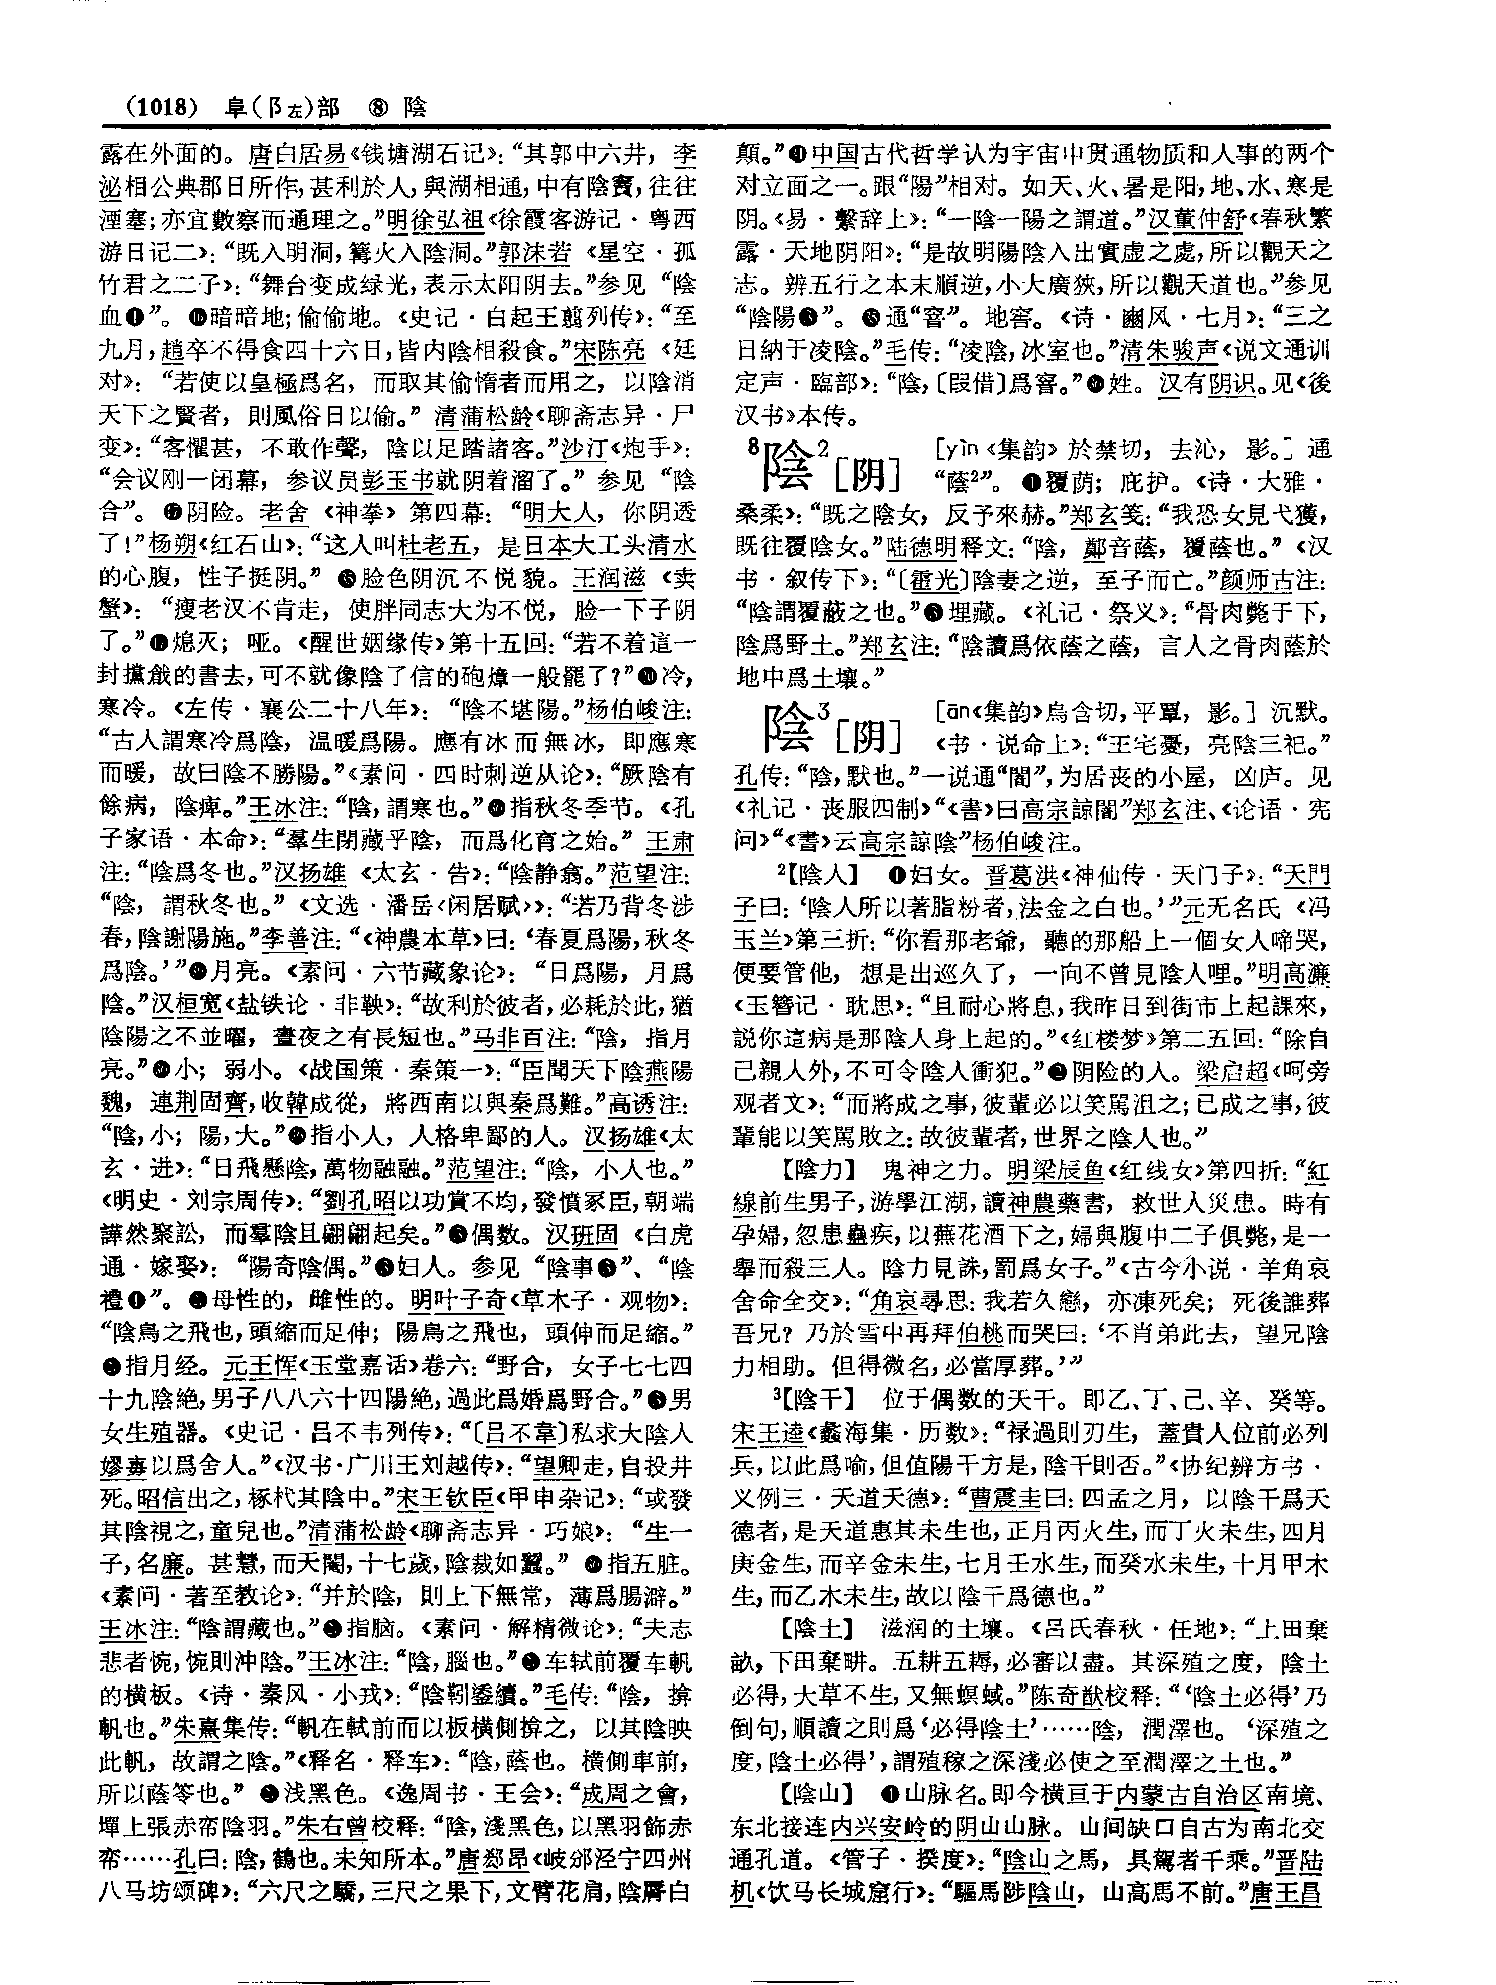 (1018) 阜(阝左)部 ⑧ 陰
露在外面的。唐白居易《钱塘湖石记》：“其郭中六井，李
泌相公典郡日所作，甚利於人，與湖相通，中有陰竇，往往
湮塞；亦宜數察而通理之。”明徐弘祖《徐霞客游记·粤西
游日记二》：“既入明洞，篝火入陰洞。”郭沫若《星空·孤
竹君之二子》：“舞台变成绿光，表示太阳阴去。”参见“陰
血❶”。⓮暗暗地；偷偷地。《史记·白起王翦列传》：“至
九月，趙卒不得食四十六日，皆内陰相殺食。”宋陈亮《廷
对》：“若使以皇極爲名，而取其偷惰者而用之，以陰消
天下之賢者，則風俗日以偷。”清蒲松龄《聊斋志异·尸
变》：“客懼甚，不敢作聲，陰以足踏諸客。”沙汀《炮手》：
“会议刚一闭幕，参议员彭玉书就阴着溜了。”参见“陰
合”。阴险。老舍《神拳》第四幕：“明大人，你阴透
了！”杨朔《红石山》：“这人叫杜老五，是日本大工头清水
的心腹，性子挺阴。”脸色阴沉不悦貌。王润滋《卖
蟹》：“瘦老汉不肯走，使胖同志大为不悦，脸一下子阴
了。”熄灭；哑。《醒世姻缘传》第十五回：“若不着這一
封攛戧的書去，可不就像陰了信的砲㷮一般罷了？”冷，
寒冷。《左传·襄公二十八年》：“陰不堪陽。”杨伯峻注：
“古人謂寒冷爲陰，温暖爲陽。應有冰而無冰，即應寒
而暖，故曰陰不勝陽。”《素问·四时刺逆从论》：“厥陰有
餘病，陰痺。”王冰注：“陰，謂寒也。”指秋冬季节。《孔
子家语·本命》：“羣生閉藏乎陰，而爲化育之始。”王肃
注：“陰爲冬也。”汉扬雄《太玄·告》：“陰静翕。”范望注：
“陰，謂秋冬也。”《文选·潘岳〈闲居赋〉》：“若乃背冬涉
春，陰謝陽施。”李善注：“《神農本草》曰：‘春夏爲陽，秋冬
爲陰。’”月亮。《素问·六节藏象论》：“日爲陽，月爲
陰。”汉桓宽《盐铁论·非鞅》：“故利於彼者，必耗於此，猶
陰陽之不並曜，晝夜之有長短也。”马非百注：“陰，指月
亮。”小；弱小。《战国策·秦策一》：“臣聞天下陰燕陽
魏，連荆固齊，收韓成從，將西南以與秦爲難。”高诱注：
“陰，小；陽，大。”指小人，人格卑鄙的人。汉扬雄《太
玄·进》：“日飛懸陰，萬物融融。”范望注：“陰，小人也。”
《明史·刘宗周传》：“劉孔昭以功賞不均，發憤冢臣，朝端
譁然聚訟，而羣陰且翩翩起矣。”偶数。汉班固《白虎
通·嫁娶》：“陽奇陰偶。”妇人。参见“陰事”、“陰
禮❶”。母性的，雌性的。明叶子奇《草木子·观物》：
“陰鳥之飛也，頭縮而足伸；陽鳥之飛也，頭伸而足縮。”
指月经。元王恽《玉堂嘉话》卷六：“野合，女子七七四
十九陰絶，男子八八六十四陽絶，過此爲婚爲野合。”男
女生殖器。《史记·吕不韦列传》：“〔吕不韋〕私求大陰人
嫪毐以爲舍人。”《汉书·广川王刘越传》：“望卿走，自投井
死。昭信出之，椓杙其陰中。”宋王钦臣《甲申杂记》：“或發
其陰視之，童兒也。”清蒲松龄《聊斋志异·巧娘》：“生一
子，名廉。甚慧，而天閹，十七歲，陰裁如蠶。”指五脏。
《素问·著至教论》：“并於陰，則上下無常，薄爲腸澼。”
王冰注：“陰謂藏也。”指脑。《素问·解精微论》：“夫志
悲者惋，惋則沖陰。”王冰注：“陰，腦也。”车轼前覆车軓
的横板。《诗·秦风·小戎》：“陰靷鋈續。”毛传：“陰，揜
軓也。”朱熹集传：“軓在軾前而以板横側揜之，以其陰映
此軓，故謂之陰。”《释名·释车》：“陰，蔭也。横側車前，
所以蔭笭也。”浅黑色。《逸周书·王会》：“成周之會，
墠上張赤帟陰羽。”朱右曾校释：“陰，淺黑色，以黑羽飾赤
帟……孔曰：陰，鶴也。未知所本。”唐郄昂《岐邠泾宁四州
八马坊颂碑》：“六尺之驕，三尺之果下，文臂花肩，陰脣白
顛。”中国古代哲学认为宇宙中贯通物质和人事的两个
对立面之一。跟“陽”相对。如天、火、暑是阳，地、水、寒是
阴。《易·繫辞上》：“一陰一陽之謂道。”汉董仲舒《春秋繁
露·天地阴阳》：“是故明陽陰入出實虚之處，所以觀天之
志。辨五行之本末順逆，小大廣狹，所以觀天道也。”参见
“陰陽”。通“窨”。地窖。《诗·豳风·七月》：“三之
日納于凌陰。”毛传：“凌陰，冰室也。”清朱骏声《说文通训
定声·臨部》：“陰，〔叚借〕爲窨。”姓。汉有阴识。见《後
汉书》本传。
⁸陰²［阴］ ［yìn《集韵》於禁切，去沁，影。］通
“蔭²”。❶覆荫；庇护。《诗·大雅·
桑柔》：“既之陰女，反予來赫。”郑玄笺：“我恐女見弋獲，
既往覆陰女。”陆德明释文：“陰，鄭音蔭，覆蔭也。”《汉
书·叙传下》：“〔霍光〕陰妻之逆，至子而亡。”颜师古注：
“陰謂覆蔽之也。”❷埋藏。《礼记·祭义》：“骨肉斃于下，
陰爲野土。”郑玄注：“陰讀爲依蔭之蔭，言人之骨肉蔭於
地中爲土壤。”
陰³［阴］ ［ān《集韵》烏含切，平覃，影。］沉默。
《书·说命上》：“王宅憂，亮陰三祀。”
孔传：“陰，默也。”一说通“闇”，为居丧的小屋，凶庐。见
《礼记·丧服四制》“《書》曰高宗諒闇”郑玄注、《论语·宪
问》“《書》云高宗諒陰”杨伯峻注。
²【陰人】 ❶妇女。晋葛洪《神仙传·天门子》：“天門
子曰：‘陰人所以著脂粉者，法金之白也。’”元无名氏《冯
玉兰》第三折：“你看那老爺，聽的那船上一個女人啼哭，
便要管他，想是出巡久了，一向不曾見陰人哩。”明高濂
《玉簪记·耽思》：“且耐心將息，我昨日到街市上起課來，
説你這病是那陰人身上起的。”《红楼梦》第二五回：“除自
己親人外，不可令陰人衝犯。”❷阴险的人。梁启超《呵旁
观者文》：“而將成之事，彼輩必以笑駡沮之；已成之事，彼
輩能以笑駡敗之：故彼輩者，世界之陰人也。”
【陰力】 鬼神之力。明梁辰鱼《红线女》第四折：“紅
線前生男子，游學江湖，讀神農藥書，救世人災患。時有
孕婦，忽患蠱疾，以蕪花酒下之，婦與腹中二子俱斃，是一
舉而殺三人。陰力見誅，罰爲女子。”《古今小说·羊角哀
舍命全交》：“角哀尋思：我若久戀，亦凍死矣；死後誰葬
吾兄？乃於雪中再拜伯桃而哭曰：‘不肖弟此去，望兄陰
力相助。但得微名，必當厚葬。’”
³【陰干】 位于偶数的天干。即乙、丁、己、辛、癸等。
宋王逵《蠡海集·历数》：“禄過則刃生，蓋貴人位前必列
兵，以此爲喻，但值陽干方是，陰干則否。”《协纪辨方书·
义例三·天道天德》：“曹震圭曰：四孟之月，以陰干爲天
德者，是天道惠其未生也，正月丙火生，而丁火未生，四月
庚金生，而辛金未生，七月壬水生，而癸水未生，十月甲木
生，而乙木未生，故以陰干爲德也。”
【陰土】 滋润的土壤。《吕氏春秋·任地》：“上田棄
畝，下田棄甽。五耕五耨，必審以盡。其深殖之度，陰土
必得，大草不生，又無螟蜮。”陈奇猷校释：“‘陰土必得’乃
倒句，順讀之則爲‘必得陰土’……陰，潤澤也。‘深殖之
度，陰土必得’，謂殖稼之深淺必使之至潤澤之土也。”
【陰山】 ❶山脉名。即今横亘于内蒙古自治区南境、
东北接连内兴安岭的阴山山脉。山间缺口自古为南北交
通孔道。《管子·揆度》：“陰山之馬，具駕者千乘。”晋陆
机《饮马长城窟行》：“驅馬陟陰山，山高馬不前。”唐王昌